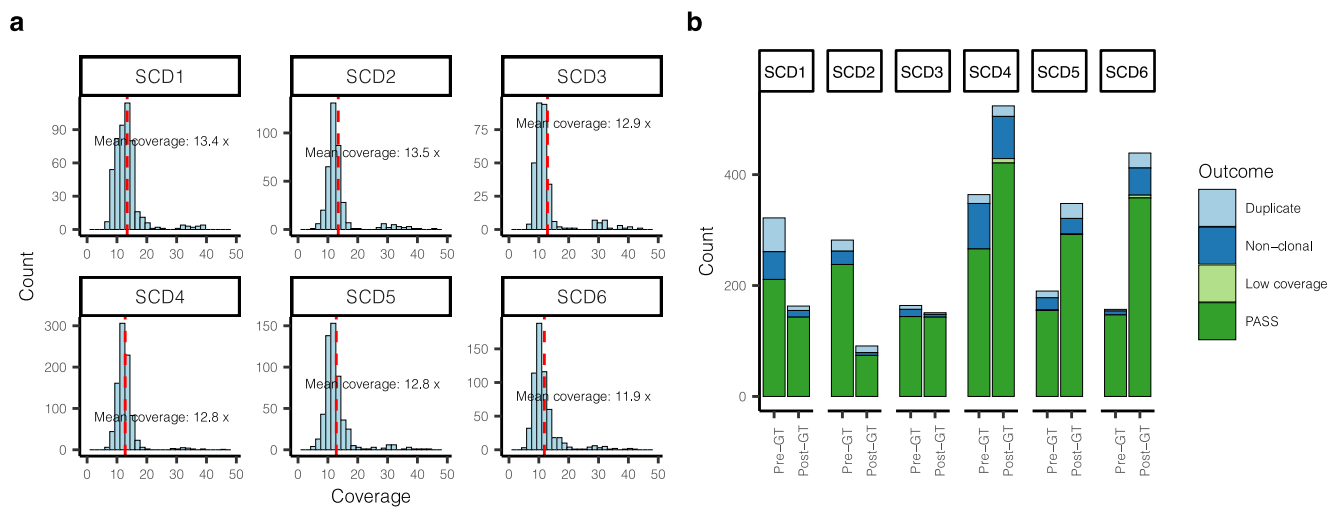 a
SCD1 SCD2 SCD3
Mean coverage: 13.4 x
Mean coverage: 13.5 x
Mean coverage: 12.9 x
0 30 60 90
0 50 100
0 25 50 75
0 10 20 30 40 50
0 10 20 30 40 50
0 10 20 30 40 50
Count
SCD4 SCD5 SCD6
Mean coverage: 12.8 x
Mean coverage: 12.8 x
Mean coverage: 11.9 x
0 100 200 300
0 50 100 150
0 50 100 150
0 10 20 30 40 50
0 10 20 30 40 50
0 10 20 30 40 50
Coverage
b
SCD1 SCD2 SCD3 SCD4 SCD5 SCD6
Count
0 200 400
Pre−GT
Post−GT
Pre−GT
Post−GT
Pre−GT
Post−GT
Pre−GT
Post−GT
Pre−GT
Post−GT
Pre−GT
Post−GT
Outcome
Duplicate
Non−clonal
Low coverage
PASS